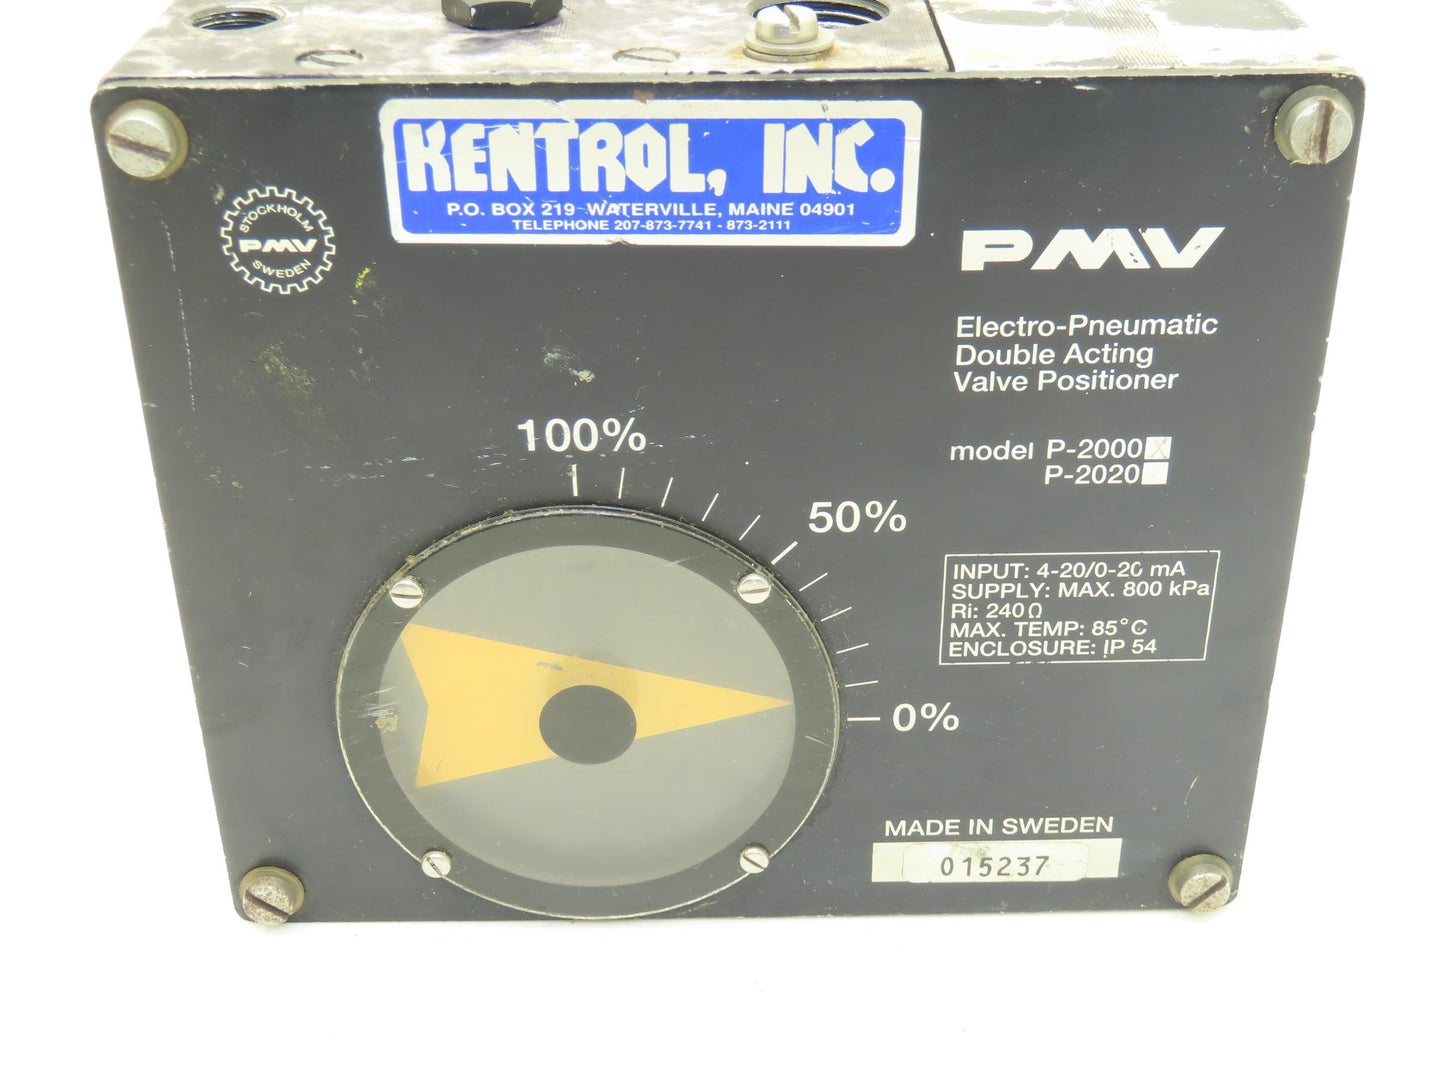 KENTROL, INC.
P.O. BOX 219 WATERVILLE, MAINE 04901
TELEPHONE 207-873-7741 - 873-2111
STOCKHOLM
PMV
SWEDEN
PMV
Electro-Pneumatic
Double Acting
Valve Positioner
model P-2000
P-2020
100%
50%
0%
INPUT: 4-20/0-20 mA
SUPPLY: MAX. 800 kPa
Ri: 240Ω
MAX. TEMP: 85°C
ENCLOSURE: IP 54
MADE IN SWEDEN
015237